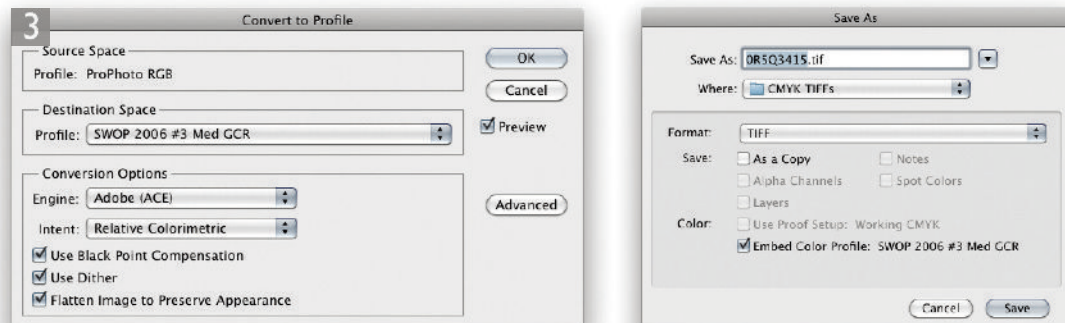 3
Convert to Profile
Source Space
Profile: ProPhoto RGB
OK
Cancel
Destination Space
Profile: SWOP 2006 #3 Med GCR
Preview
Conversion Options
Engine: Adobe (ACE)
Advanced
Intent: Relative Colorimetric
Use Black Point Compensation
Use Dither
Flatten Image to Preserve Appearance
Save As
Save As: 0R5Q3415.tif
Where: CMYK TIFFs
Format: TIFF
Save: As a Copy Notes
Alpha Channels Spot Colors
Layers
Color: Use Proof Setup: Working CMYK
Embed Color Profile: SWOP 2006 #3 Med GCR
Cancel Save